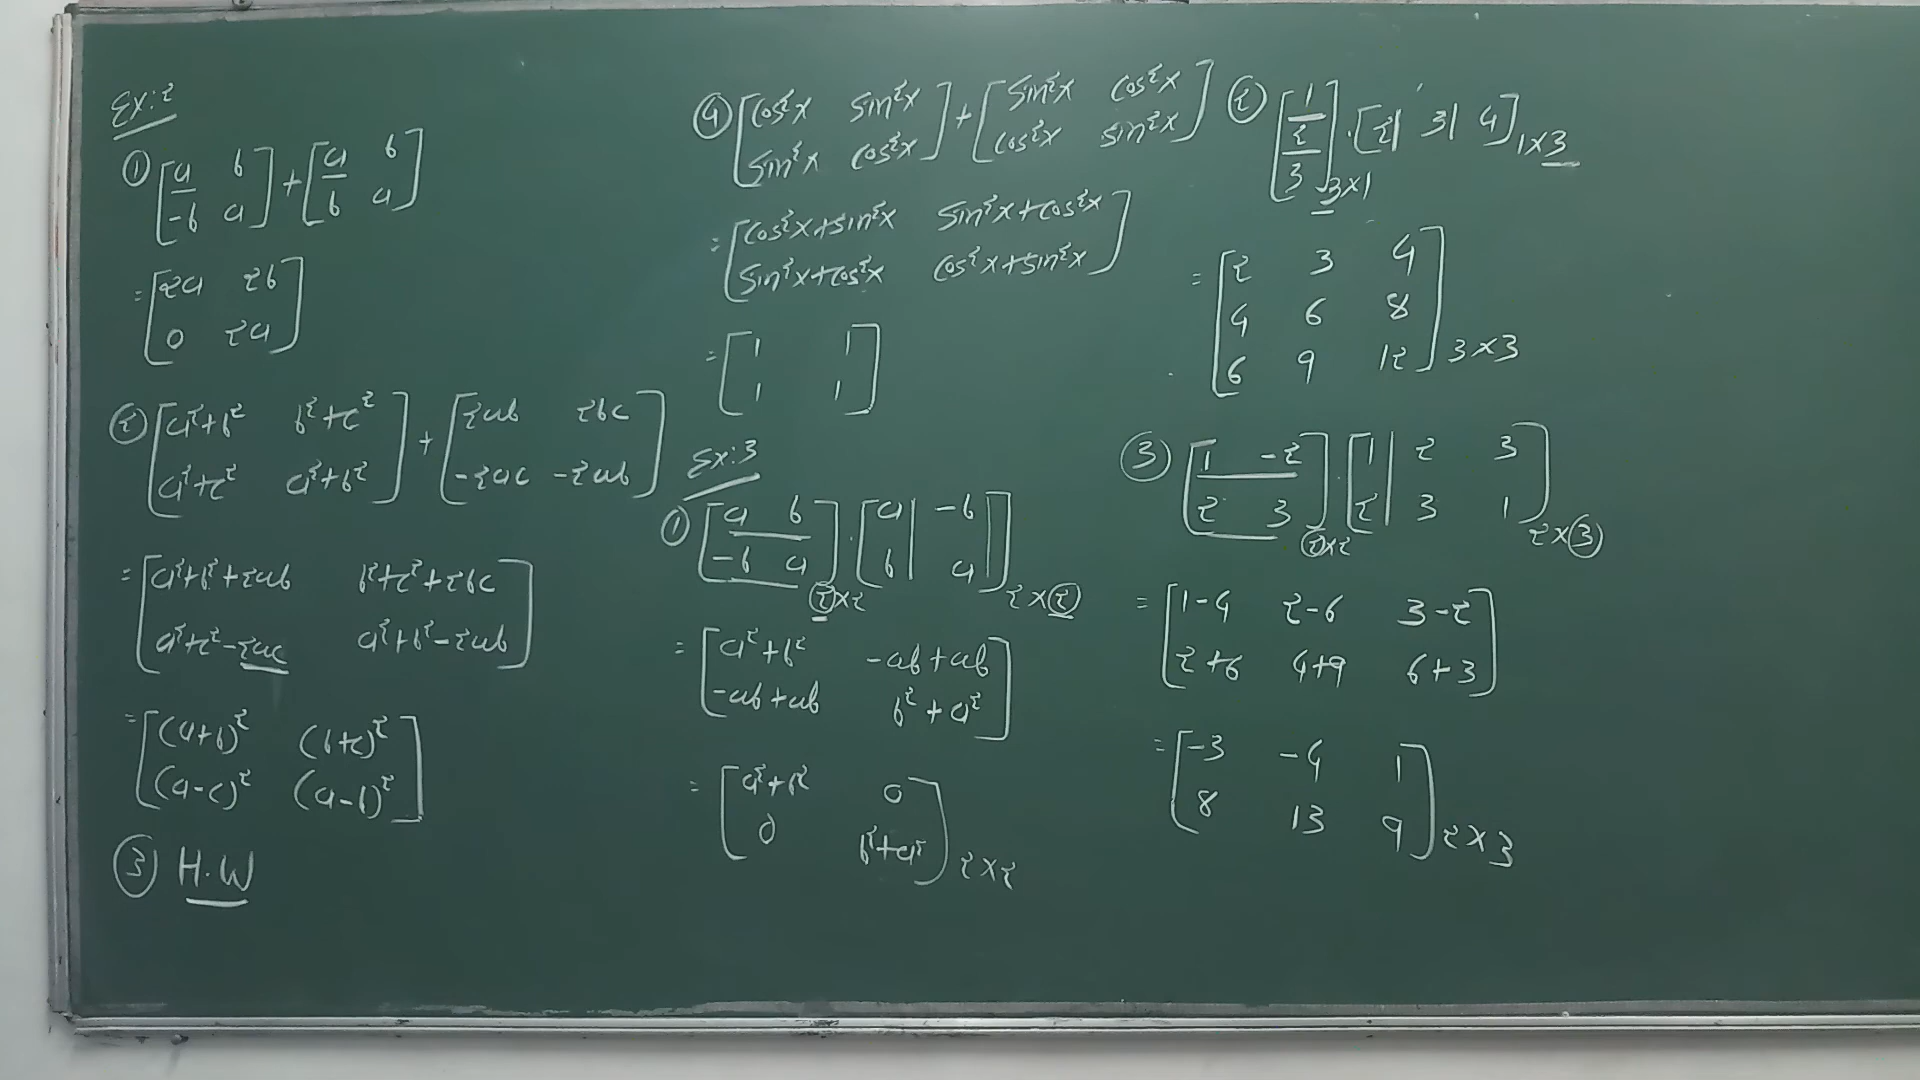 Ex:2
① [a b
-b a] + [a b
b a]
= [2a 2b
0 2a]
② [a²+b² b²+c²
a²+c² a²+b²] + [2ab 2bc
-2ac -2ab]
= [a²+b²+2ab b²+c²+2bc
a²+c²-2ac a²+b²-2ab]
= [(a+b)² (b+c)²
(a-c)² (a-b)²]
③ H.W
④ [cos²x sin²x
sin²x cos²x] + [sin²x cos²x
cos²x sin²x]
= [cos²x+sin²x sin²x+cos²x
sin²x+cos²x cos²x+sin²x]
= [1 1
1 1]
Ex:3
① [a b
-b a]2×2 . [a -b
b a]2×2
= [a²+b² -ab+ab
-ab+ab b²+a²]
= [a²+b² 0
0 b²+a²]2×2
② [1
2
3]3×1 . [2 3 4]1×3
= [2 3 4
4 6 8
6 9 12]3×3
③ [1 -2
2 3]2×2 . [1 2 3
2 3 1]2×3
= [1-4 2-6 3-2
2+6 4+9 6+3]
= [-3 -4 1
8 13 9]2×3